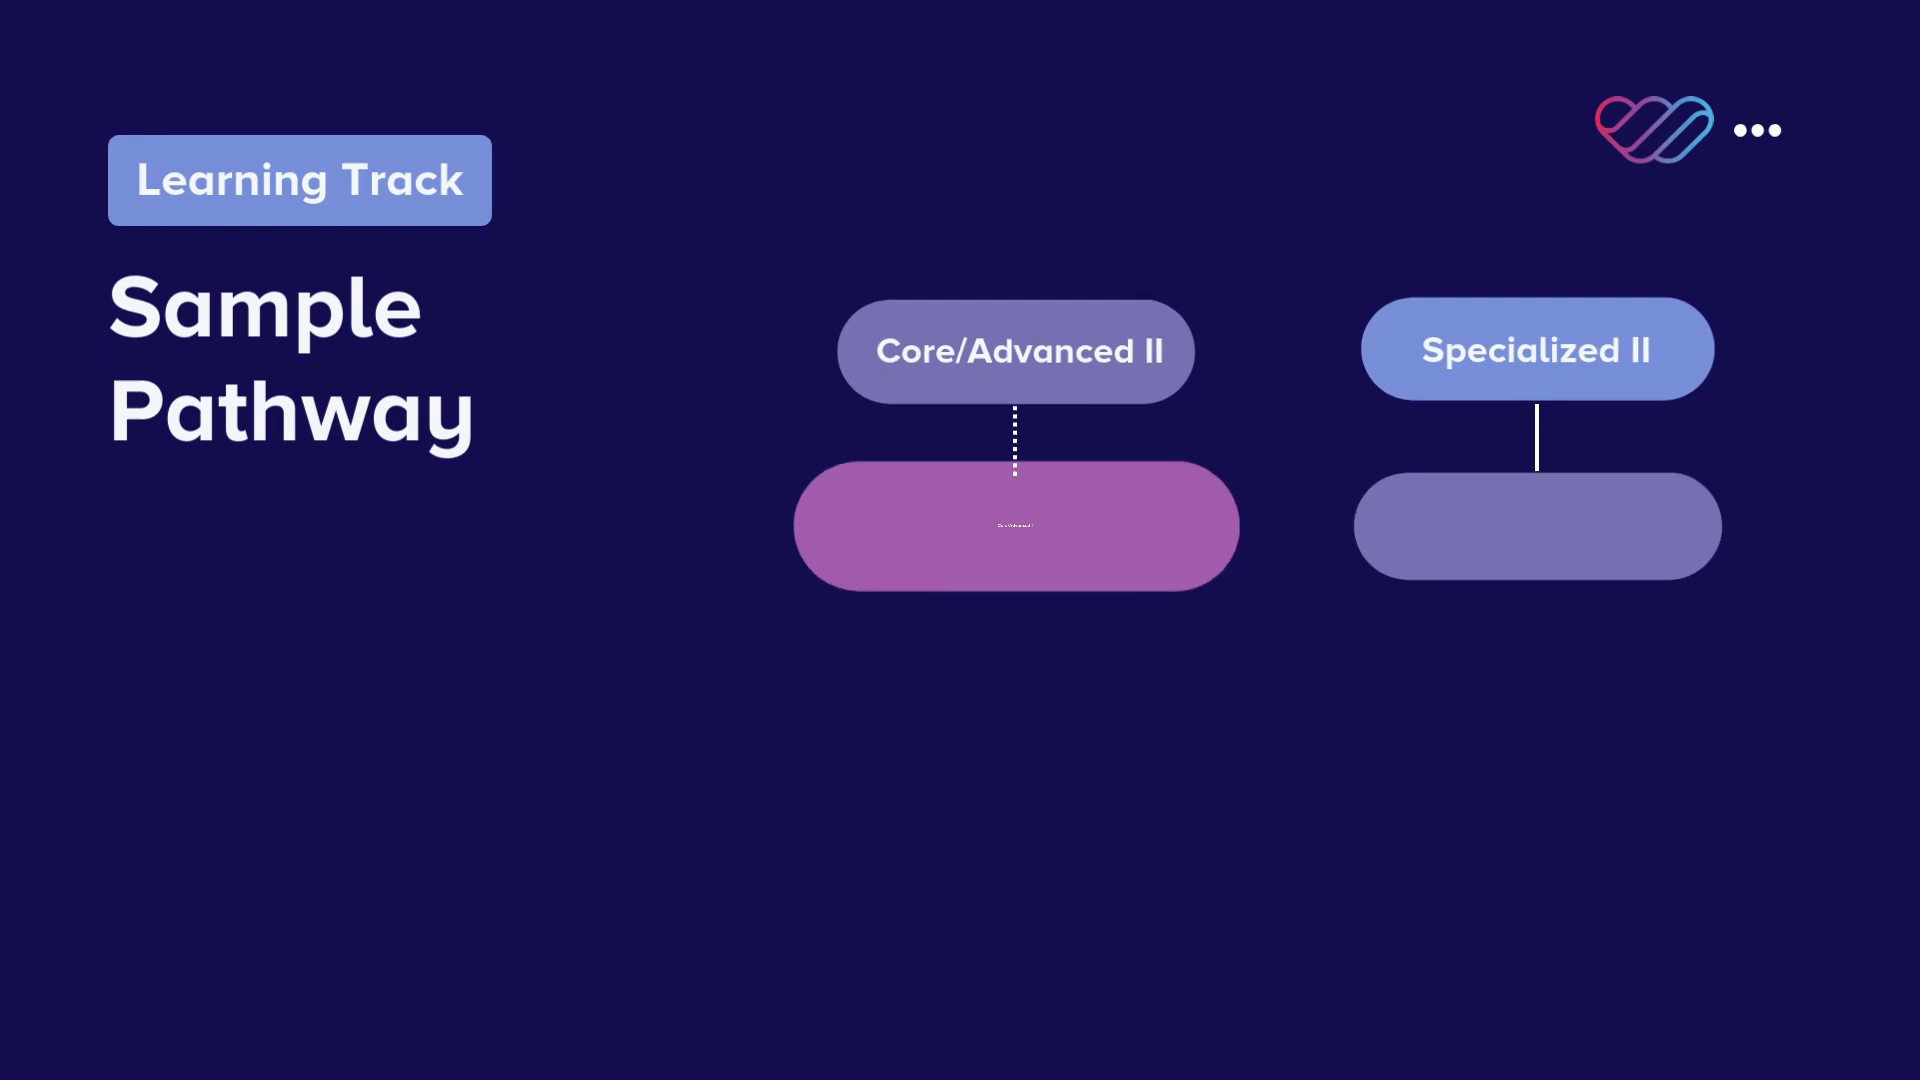 Learning Track
Sample
Pathway
Core/Advanced II
Specialized II